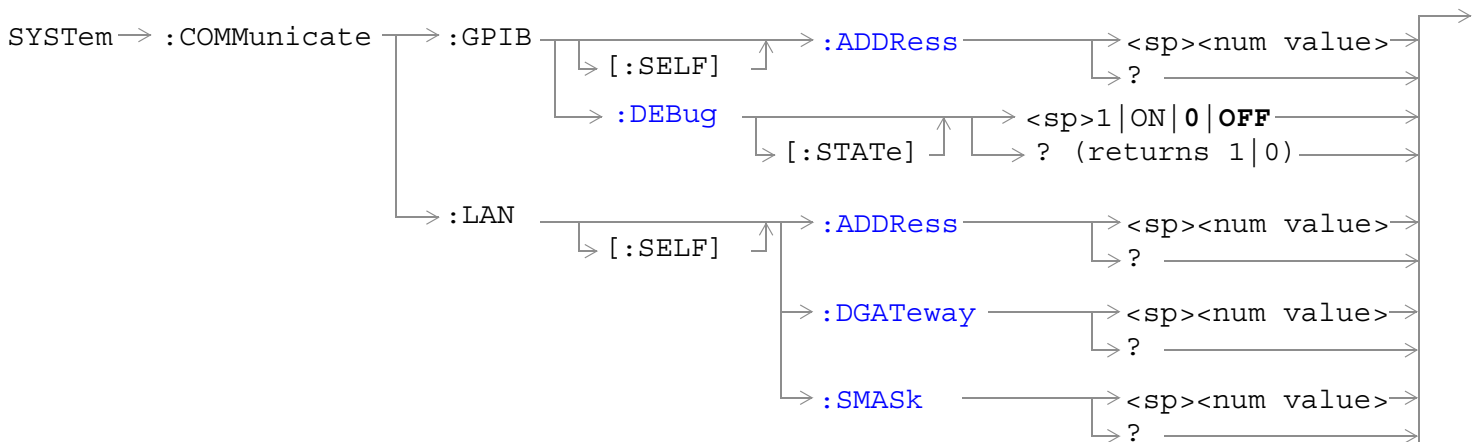 SYSTem :COMMunicate :GPIB :ADDRess <sp><num value>
[:SELF] ?
:DEBug <sp>1|ON|0|OFF
[:STATe] ? (returns 1|0)
:LAN :ADDRess <sp><num value>
[:SELF] ?
:DGATeway <sp><num value>
?
:SMASk <sp><num value>
?